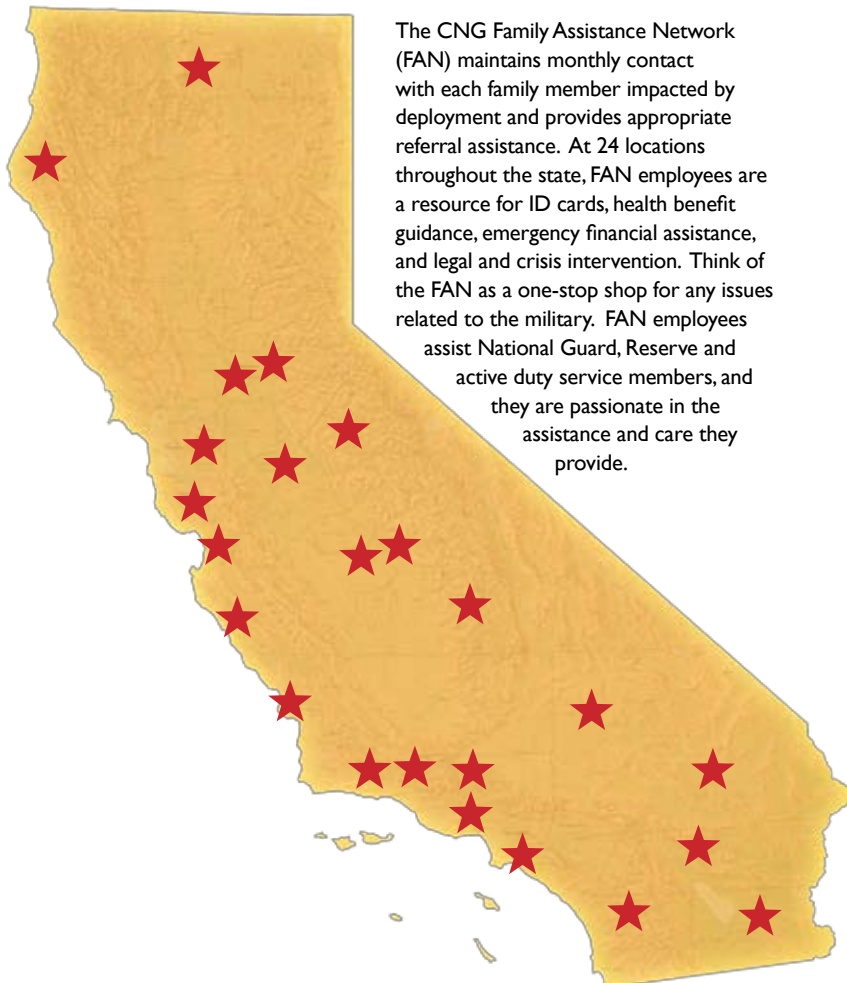 The CNG Family Assistance Network
(FAN) maintains monthly contact
with each family member impacted by
deployment and provides appropriate
referral assistance. At 24 locations
throughout the state, FAN employees are
a resource for ID cards, health benefit
guidance, emergency financial assistance,
and legal and crisis intervention. Think of
the FAN as a one-stop shop for any issues
related to the military. FAN employees
assist National Guard, Reserve and
active duty service members, and
they are passionate in the
assistance and care they
provide.